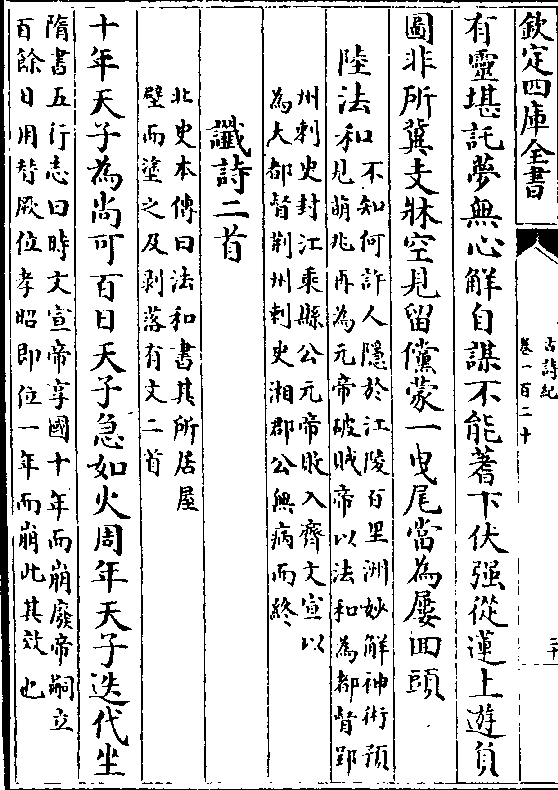 欽定四庫全書
古詩紀
卷一百二十
二十
有靈堪託夢無心解自謀不能蓍下伏强從蓮上遊負
圖非所冀支牀空見留儻蒙一曳尾當為屢回頭
陸法和
不知何許人隱於江陵百里洲妙解神術預
見萌兆再為元帝破賊帝以法和為都督郢
州刺史封江乘縣公元帝敗入齊文宣以
為大都督荆州刺史湘郡公無病而終
讖詩二首
北史本傳曰法和書其所居屋
壁而塗之及剥落有文二首
十年天子為尚可百日天子急如火周年天子迭代坐
隋書五行志曰時文宣帝享國十年而崩廢帝嗣立
百餘日用替厥位孝昭即位一年而崩此其效也